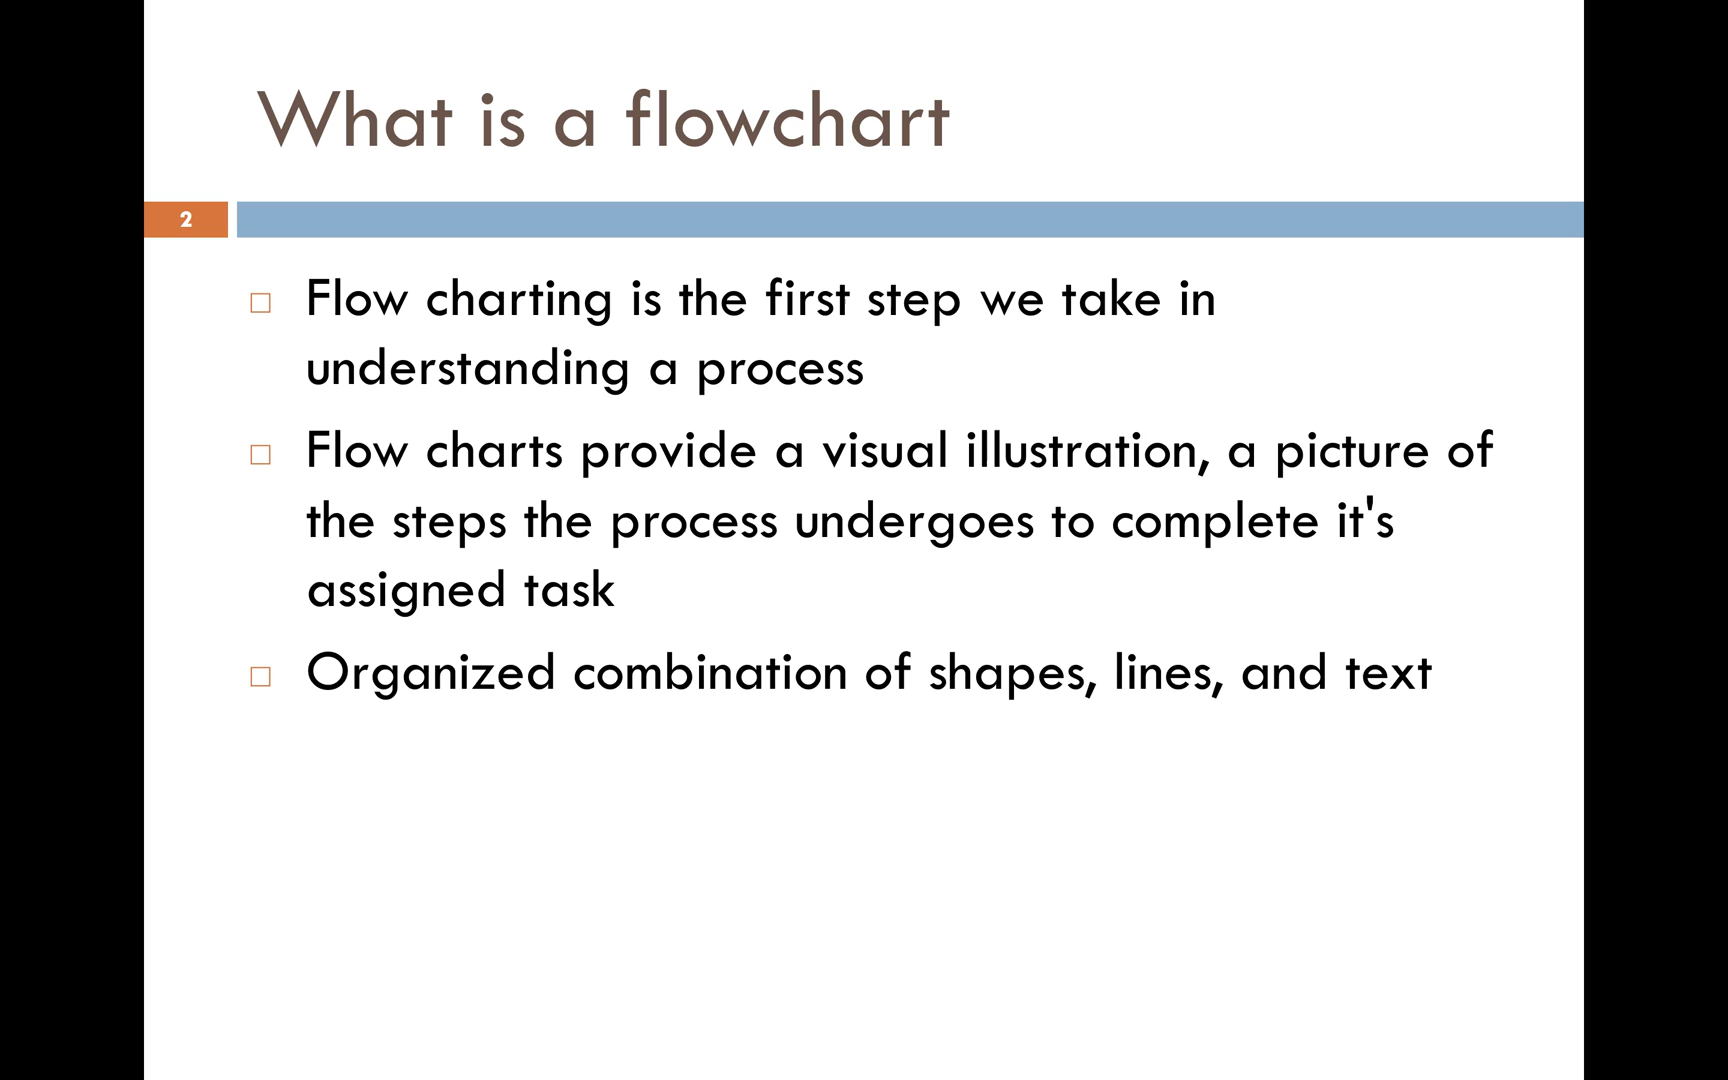 What is a flowchart
2
Flow charting is the first step we take in
understanding a process
Flow charts provide a visual illustration, a picture of
the steps the process undergoes to complete it's
assigned task
Organized combination of shapes, lines, and text